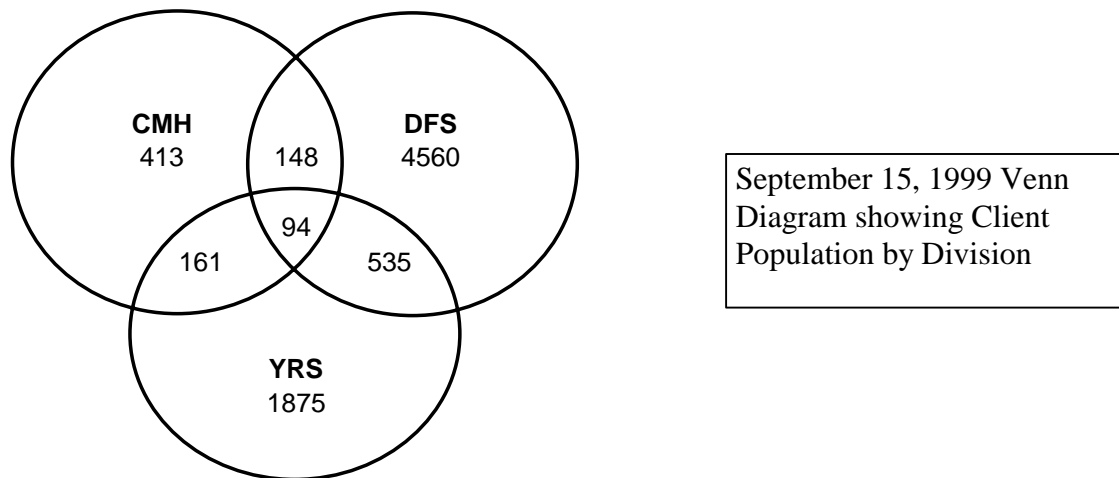 CMH
413
148
DFS
4560
94
161
535
YRS
1875
September 15, 1999 Venn
Diagram showing Client
Population by Division